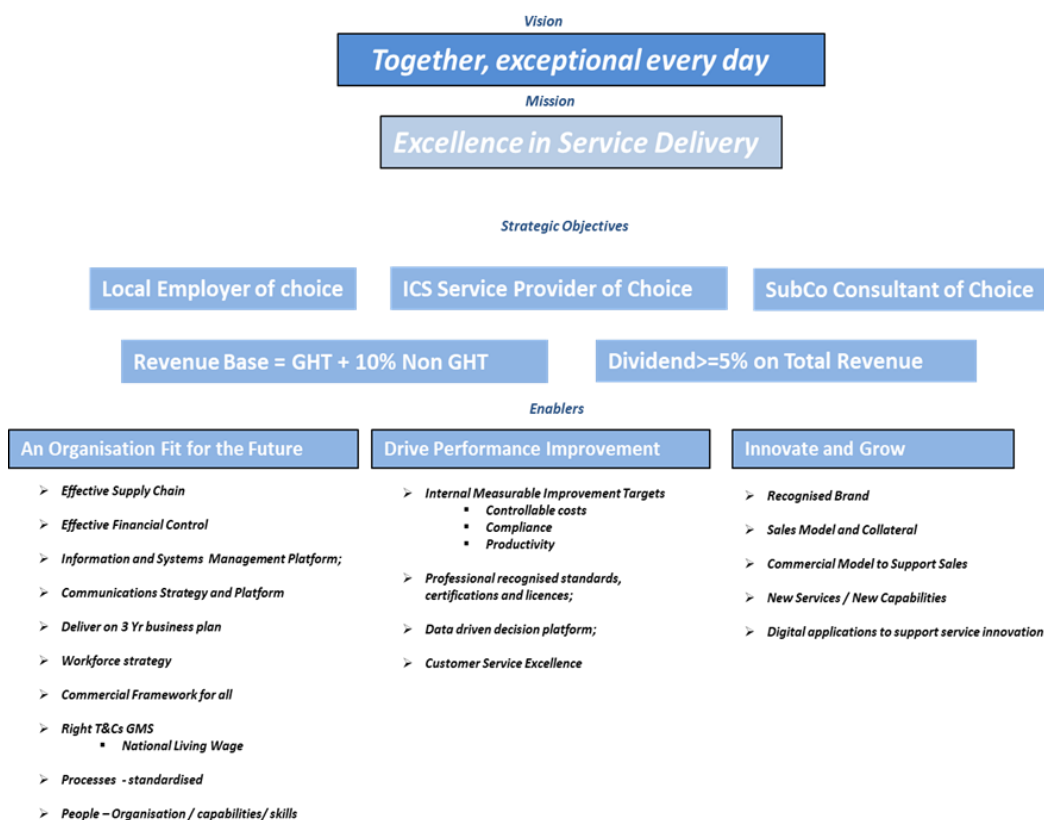 Vision
Together, exceptional every day
Mission
Excellence in Service Delivery
Strategic Objectives
Local Employer of choice
ICS Service Provider of Choice
SubCo Consultant of Choice
Revenue Base = GHT + 10% Non GHT
Dividend>=5% on Total Revenue
Enablers
An Organisation Fit for the Future
Effective Supply Chain
Effective Financial Control
Information and Systems Management Platform;
Communications Strategy and Platform
Deliver on 3 Yr business plan
Workforce strategy
Commercial Framework for all
Right T&Cs GMS
National Living Wage
Processes - standardised
People – Organisation / capabilities/ skills
Drive Performance Improvement
Internal Measurable Improvement Targets
Controllable costs
Compliance
Productivity
Professional recognised standards,
certifications and licences;
Data driven decision platform;
Customer Service Excellence
Innovate and Grow
Recognised Brand
Sales Model and Collateral
Commercial Model to Support Sales
New Services / New Capabilities
Digital applications to support service innovation